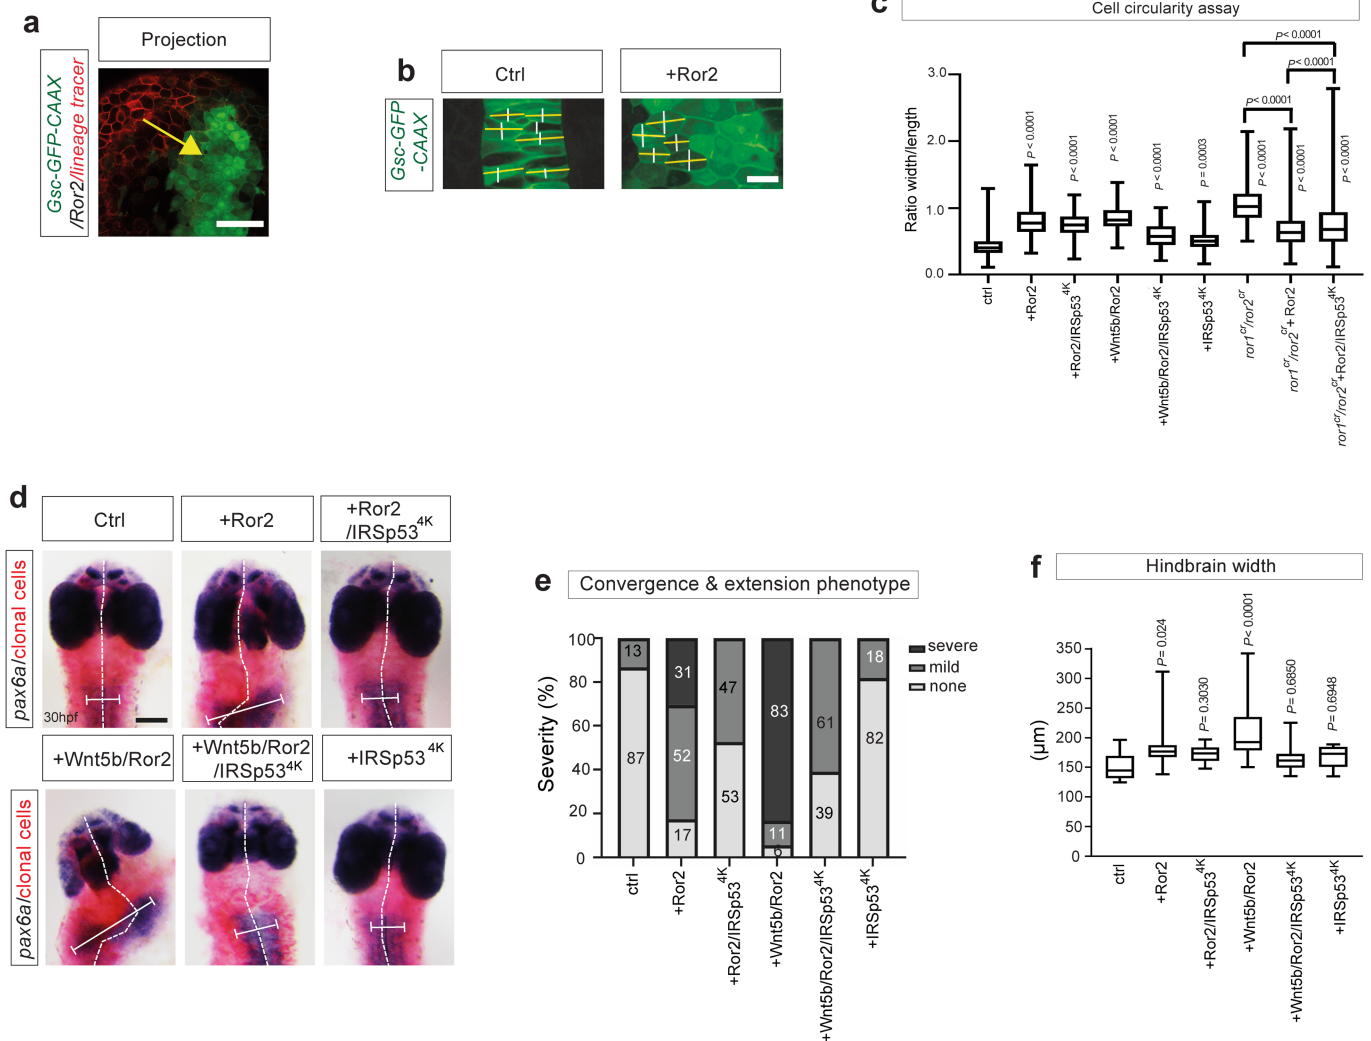 a
Projection
Gsc-GFP-CAAX
/Ror2/lineage tracer
b
Ctrl
+Ror2
Gsc-GFP
-CAAX
c
Cell circularity assay
P< 0.0001
P< 0.0001
P< 0.0001
P< 0.0001
P< 0.0001
P< 0.0001
P< 0.0001
P= 0.0003
P< 0.0001
P< 0.0001
P< 0.0001
Ratio width/length
3.0
2.0
1.0
0.0
ctrl
+Ror2
+Ror2/IRSp53^4K
+Wnt5b/Ror2
+Wnt5b/Ror2/IRSp53^4K
+IRSp53^4K
ror1^cr/ror2^cr
ror1^cr/ror2^cr+ Ror2
ror1^cr/ror2^cr+Ror2/IRSp53^4K
d
Ctrl
+Ror2
+Ror2
/IRSp53^4K
pax6a/clonal cells
30hpf
+Wnt5b/Ror2
+Wnt5b/Ror2
/IRSp53^4K
+IRSp53^4K
pax6a/clonal cells
e
Convergence & extension phenotype
Severity (%)
100
80
60
40
20
0
13
87
31
52
17
47
53
83
11
6
61
39
18
82
severe
mild
none
ctrl
+Ror2
+Ror2/IRSp53^4K
+Wnt5b/Ror2
+Wnt5b/Ror2/IRSp53^4K
+IRSp53^4K
f
Hindbrain width
(µm)
350
300
250
200
150
100
50
0
P= 0.024
P= 0.3030
P< 0.0001
P= 0.6850
P= 0.6948
ctrl
+Ror2
+Ror2/IRSp53^4K
+Wnt5b/Ror2
+Wnt5b/Ror2/IRSp53^4K
+IRSp53^4K